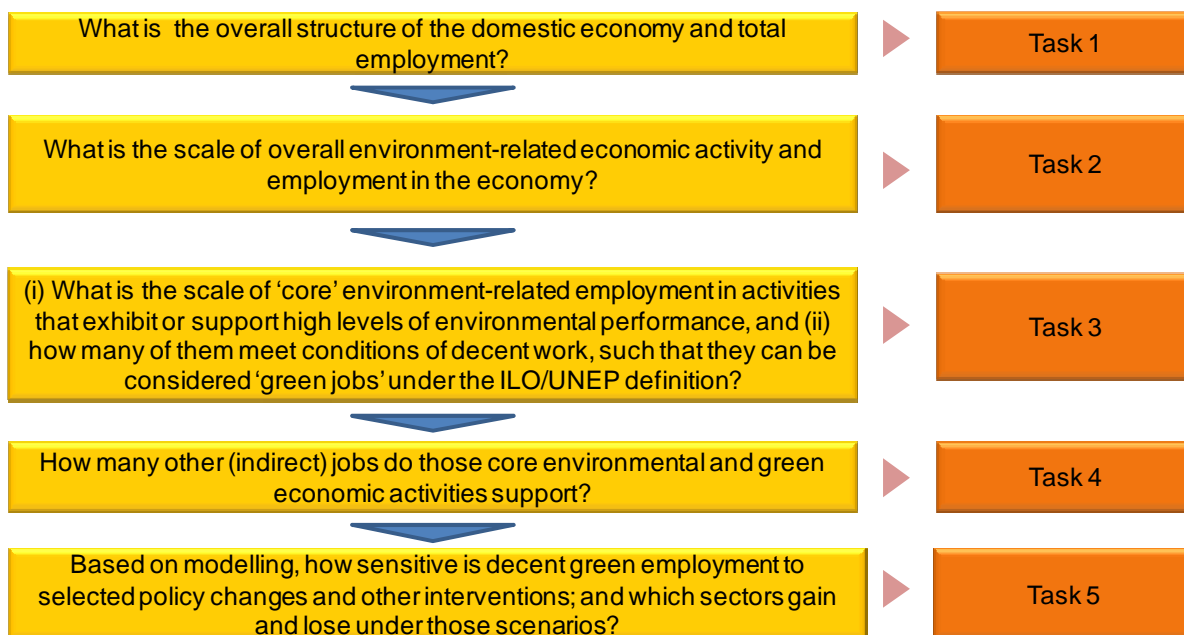 What is the overall structure of the domestic economy and total
employment?
Task 1
What is the scale of overall environment-related economic activity and
employment in the economy?
Task 2
(i) What is the scale of ‘core’ environment-related employment in activities
that exhibit or support high levels of environmental performance, and (ii)
how many of them meet conditions of decent work, such that they can be
considered ‘green jobs’ under the ILO/UNEP definition?
Task 3
How many other (indirect) jobs do those core environmental and green
economic activities support?
Task 4
Based on modelling, how sensitive is decent green employment to
selected policy changes and other interventions; and which sectors gain
and lose under those scenarios?
Task 5